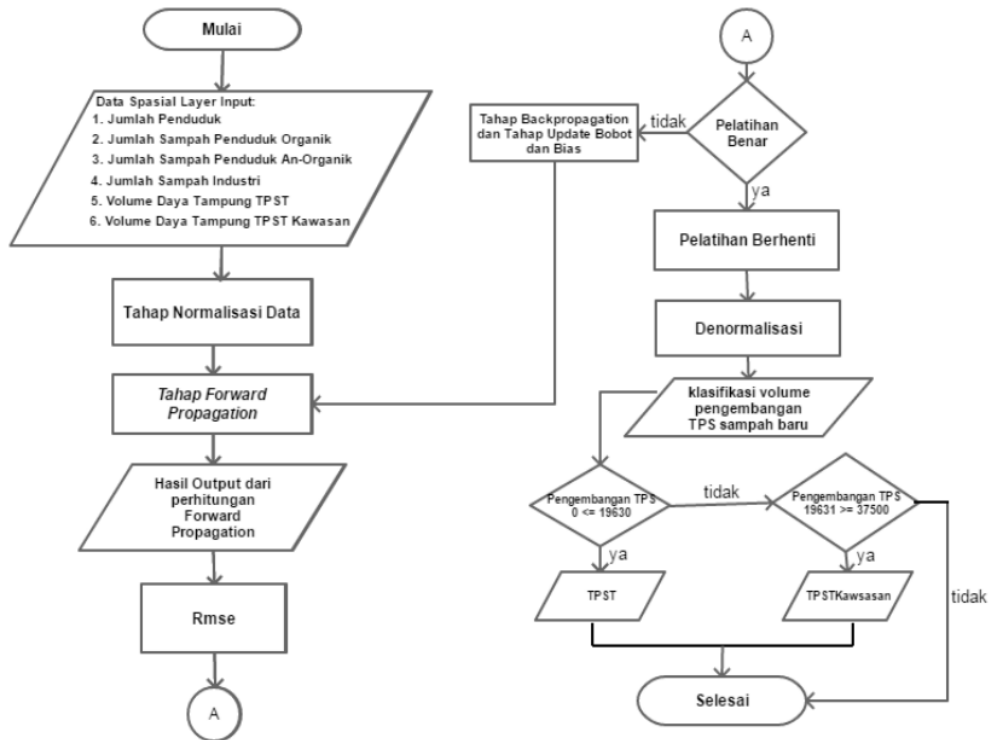 Mulai
Data Spasial Layer Input:
1. Jumlah Penduduk
2. Jumlah Sampah Penduduk Organik
3. Jumlah Sampah Penduduk An-Organik
4. Jumlah Sampah Industri
5. Volume Daya Tampung TPST
6. Volume Daya Tampung TPST Kawasan
Tahap Normalisasi Data
Tahap Forward
Propagation
Hasil Output dari
perhitungan
Forward
Propagation
Rmse
A
A
Pelatihan
Benar
tidak
Tahap Backpropagation
dan Tahap Update Bobot
dan Bias
ya
Pelatihan Berhenti
Denormalisasi
klasifikasi volume
pengembangan
TPS sampah baru
Pengembangan TPS
0 <= 19630
tidak
Pengembangan TPS
19631 >= 37500
ya
ya
tidak
TPST
TPSTKawsasan
Selesai